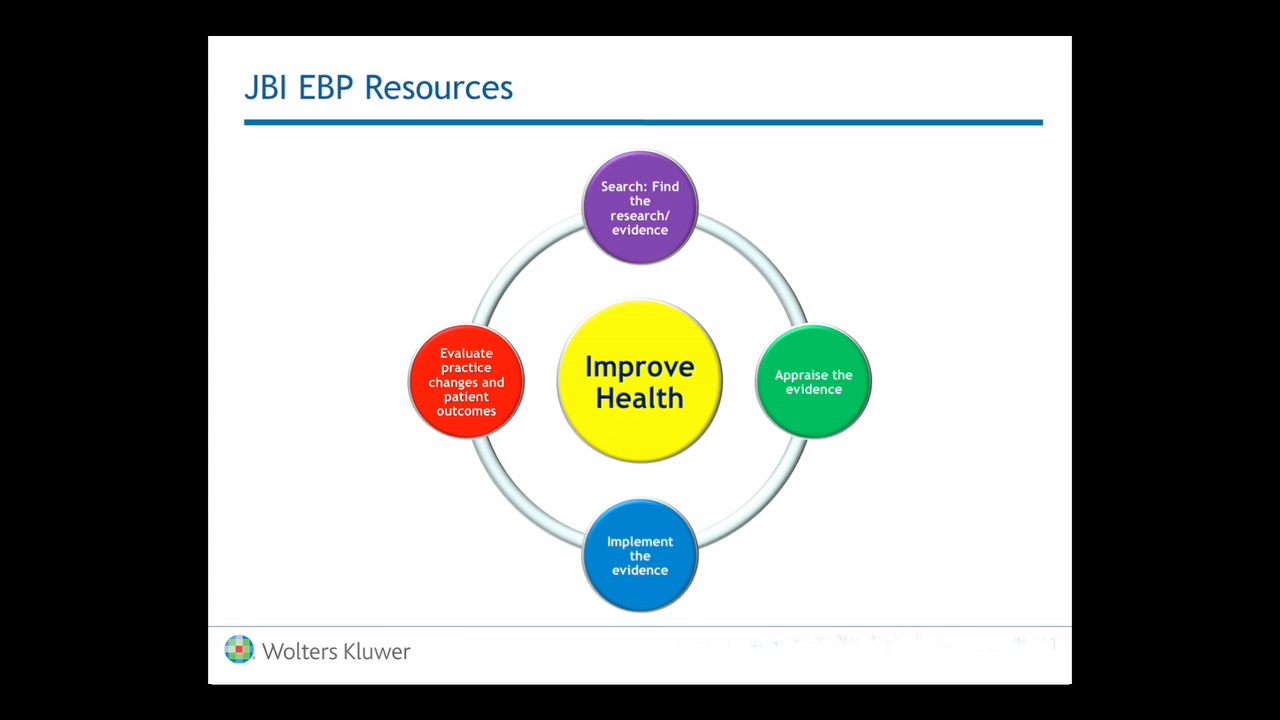 JBI EBP Resources
Search: Find
the
research/
evidence
Evaluate
practice
changes and
patient
outcomes
Improve
Health
Appraise the
evidence
Implement
the
evidence
Wolters Kluwer